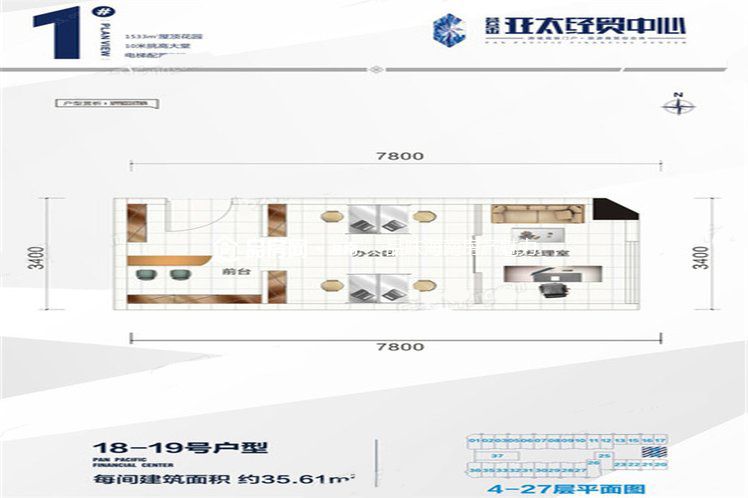 1#
PLAN VIEW
1533㎡屋顶花园
10米挑高大堂
电梯配
亚太经贸中心
PAN PACIFIC FINANCIAL CENTER
户型赏析
N
7800
3400
3400
办公区
总经理室
前台
7800
18-19号户型
PAN PACIFIC
FINANCIAL CENTER
每间建筑面积 约35.61m²
01 02 03 04 05 06 07 08 09 10 11 12 13 14 15 16 17
37
25
26
36 35 34 33 32 31 30 29 28 27
23 22 21 20
4-27层平面图